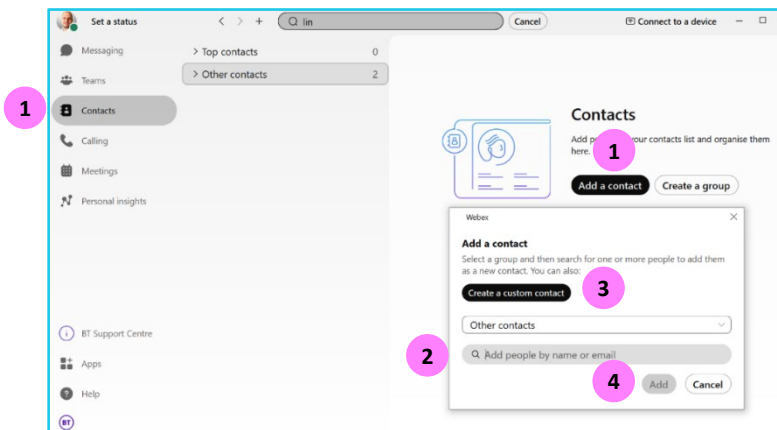 Set a status
lin
Cancel
Connect to a device
Messaging
Teams
1
Contacts
Calling
Meetings
Personal insights
BT Support Centre
Apps
Help
BT
Top contacts 0
Other contacts 2
Contacts
Add your contacts list and organise them
here.
1
Add a contact
Create a group
Webex
Add a contact
Select a group and then search for one or more people to add them
as a new contact. You can also:
Create a custom contact
3
Other contacts
2
Add people by name or email
4
Add
Cancel